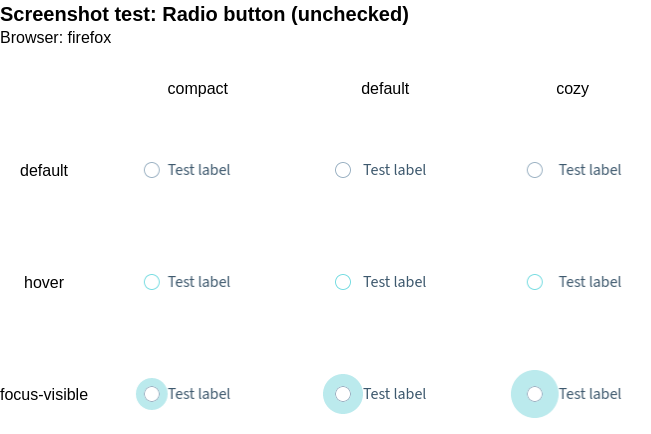 Screenshot test: Radio button (unchecked)
Browser: firefox
compact default cozy
default Test label Test label Test label
hover Test label Test label Test label
focus-visible Test label Test label Test label